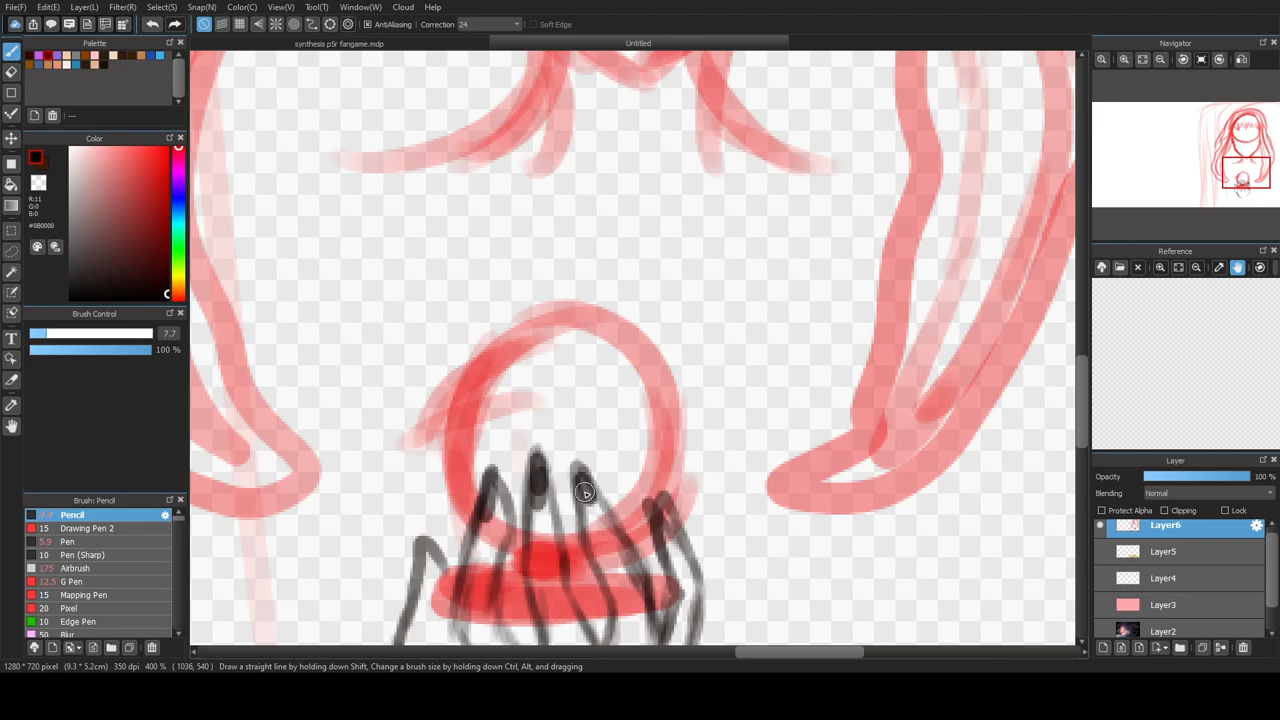 File(F) Edit(E) Layer(L) Filter(R) Select(S) Snap(N) Color(C) View(V) Tool(T) Window(W) Cloud Help
AntiAliasing Correction 24 Soft Edge
Palette
synthesis p5r fangame.mdp Untitled
Navigator
---
Color
R:11
G:0
B:0
#0B0000
Reference
Brush Control
7.7
100 %
Layer
Opacity 100 %
Blending Normal
Protect Alpha Clipping Lock
Brush: Pencil
7.7 Pencil
15 Drawing Pen 2
5.9 Pen
10 Pen (Sharp)
175 Airbrush
12.5 G Pen
15 Mapping Pen
20 Pixel
10 Edge Pen
50 Blur
Layer6
Layer5
Layer4
Layer3
Layer2
1280 * 720 pixel (9.3 * 5.2cm) 350 dpi 400 % (1036, 540) Draw a straight line by holding down Shift, Change a brush size by holding down Ctrl, Alt, and dragging